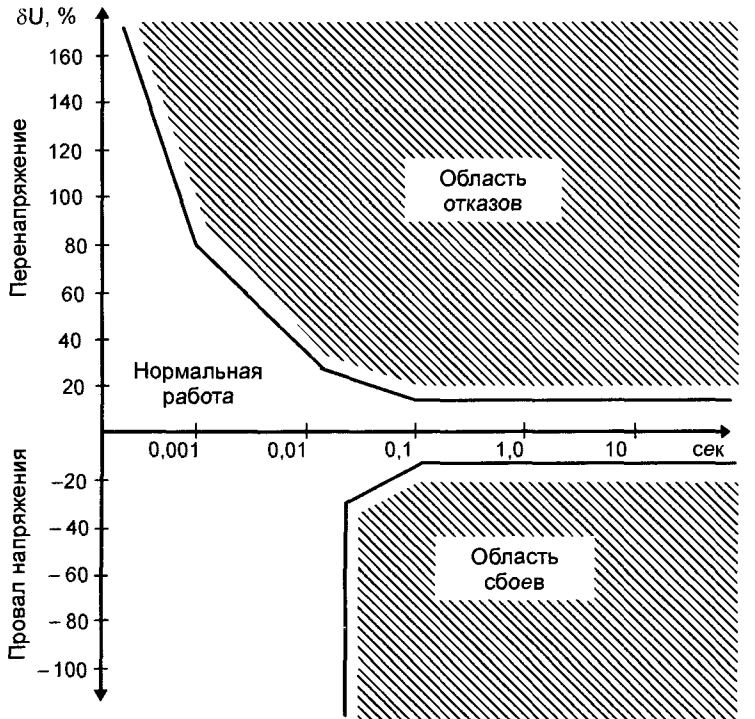 δU, %
160
140
120
100
80
60
40
20
Перенапряжение
Область
отказов
Нормальная
работа
0,001
0,01
0,1
1,0
10
сек
–20
–40
–60
–80
–100
Провал напряжения
Область
сбоев